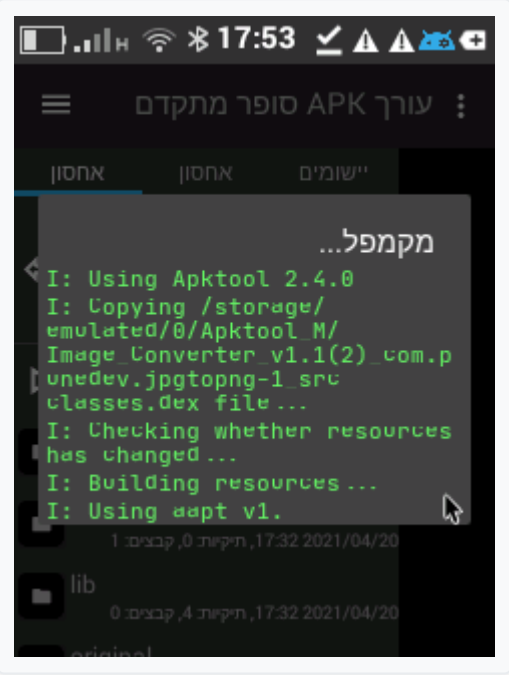 H 17:53
עורך APK סופר מתקדם
אחסון אחסון יישומים
מקמפל...
I: Using Apktool 2.4.0
I: Copying /storage/
emulated/0/Apktool_M/
Image_Converter_v1.1(2)_com.p
unedev.jpgtopng-1_src
classes.dex file...
I: Checking whether resources
has changed...
I: Building resources...
I: Using aapt v1.
17:32 2021/04/20, תיקיות: 0, קבצים: 1
lib
17:32 2021/04/20, תיקיות: 4, קבצים: 0
original